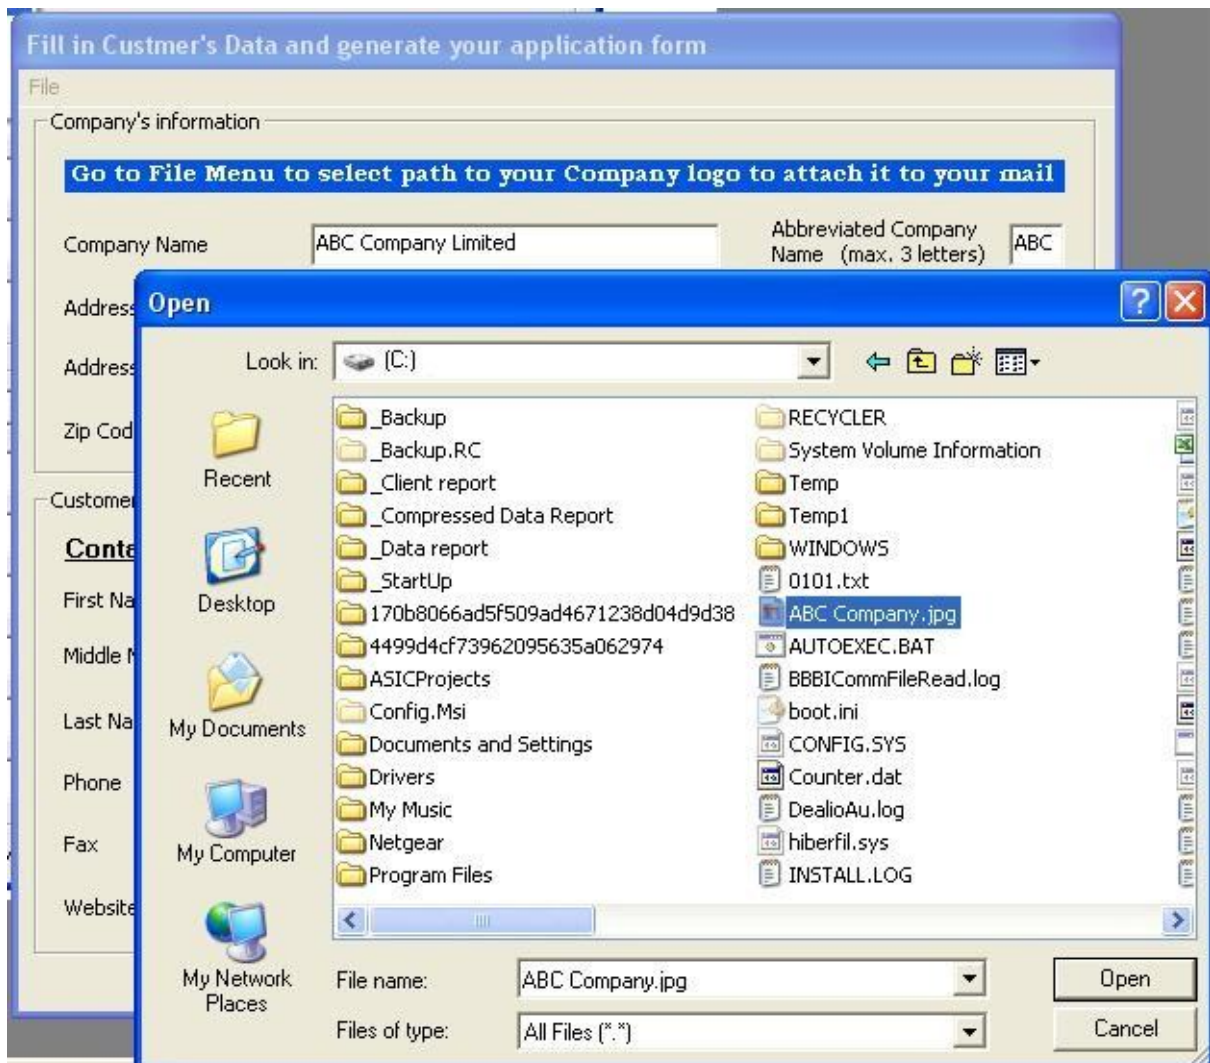 Fill in Custmer's Data and generate your application form
File
Company's information
Go to File Menu to select path to your Company logo to attach it to your mail
Company Name
ABC Company Limited
Abbreviated Company
Name (max. 3 letters)
ABC
Address
Address
Zip Cod
Customer
Conta
First Na
Middle N
Last Na
Phone
Fax
Website
Open
Look in:
(C:)
Recent
Desktop
My Documents
My Computer
My Network
Places
_Backup
_Backup.RC
_Client report
_Compressed Data Report
_Data report
_StartUp
170b8066ad5f509ad4671238d04d9d38
4499d4cf73962095635a062974
ASICProjects
Config.Msi
Documents and Settings
Drivers
My Music
Netgear
Program Files
RECYCLER
System Volume Information
Temp
Temp1
WINDOWS
0101.txt
ABC Company.jpg
AUTOEXEC.BAT
BBBICommFileRead.log
boot.ini
CONFIG.SYS
Counter.dat
DealioAu.log
hiberfil.sys
INSTALL.LOG
File name:
ABC Company.jpg
Open
Files of type:
All Files (*.*)
Cancel